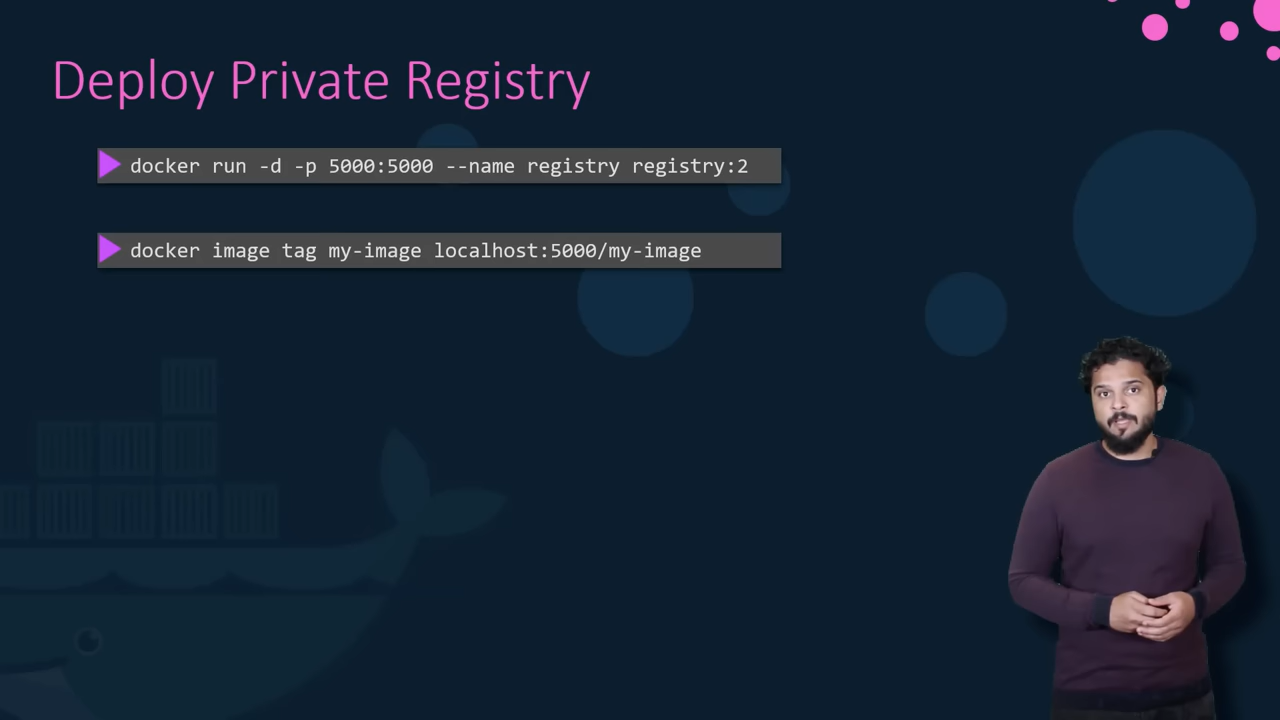 Deploy Private Registry
docker run -d -p 5000:5000 --name registry registry:2
docker image tag my-image localhost:5000/my-image